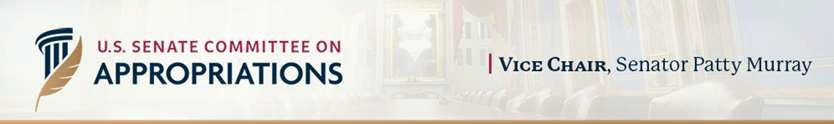 U.S. SENATE COMMITTEE ON
APPROPRIATIONS
VICE CHAIR, Senator Patty Murray